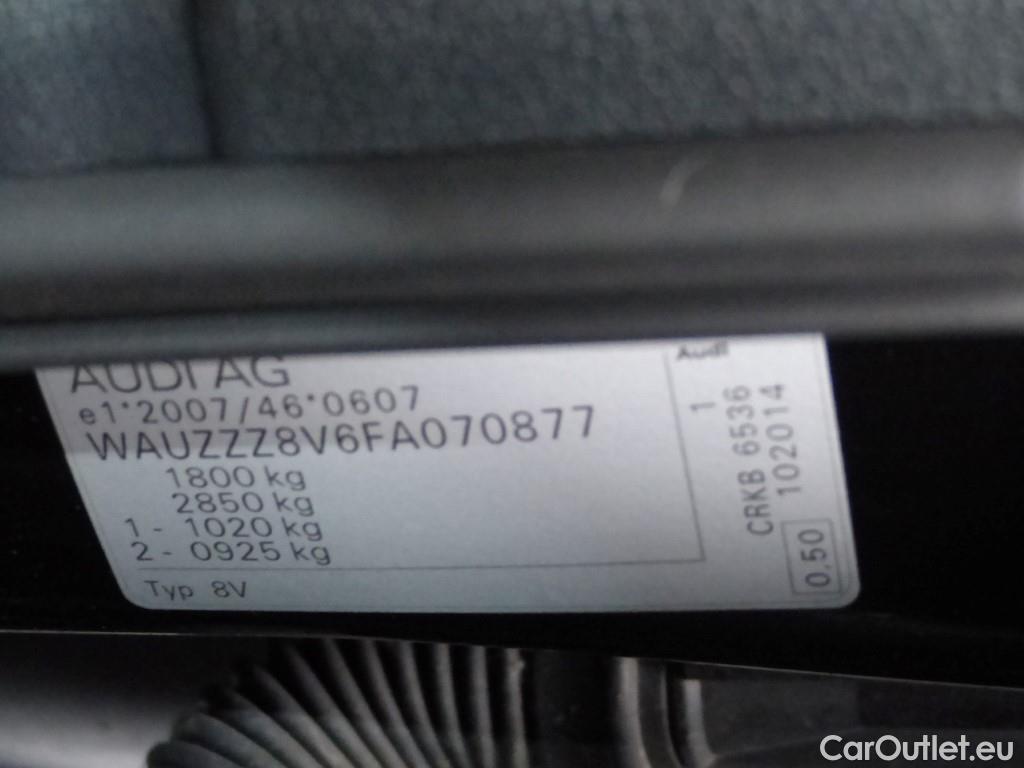 AUDI AG
e1*2007/46*0607
WAUZZZ8V6FA070877
1800 kg
2850 kg
1 - 1020 kg
2 - 0925 kg
Typ 8V
Audi
1
CRKB 6536
102014
0.50
CarOutlet.eu